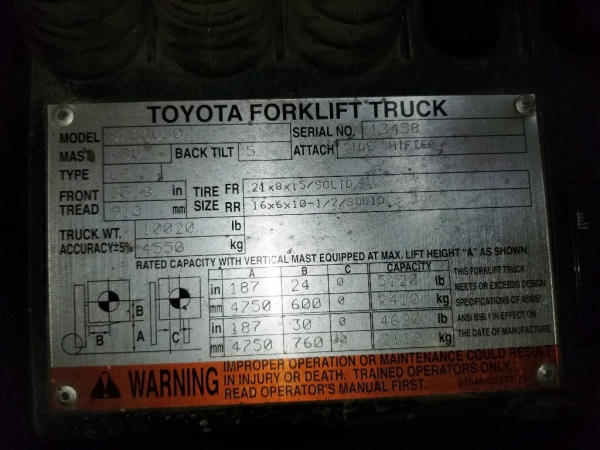 TOYOTA FORKLIFT TRUCK
MODEL SERIAL NO. 13458
MAST BACK TILT 5 ATTACH SIDE SHIFTER
TYPE LP
FRONT TREAD in 910 mm
TIRE SIZE FR 21x8x15/SOLID
RR 16x6x10-1/2/SOLID
TRUCK WT. 10020 lb
ACCURACY±5% 4550 kg
RATED CAPACITY WITH VERTICAL MAST EQUIPPED AT MAX. LIFT HEIGHT "A" AS SHOWN.
A B C CAPACITY
in 187 24 0 lb
mm 4750 600 0 kg
in 187 30 0 lb
mm 4750 760 0 kg
B
A
B C
THIS FORKLIFT TRUCK
MEETS OR EXCEEDS DESIGN
SPECIFICATIONS OF ASME/
ANSI B56.1 IN EFFECT ON
THE DATE OF MANUFACTURE
WARNING
IMPROPER OPERATION OR MAINTENANCE COULD RESULT
IN INJURY OR DEATH. TRAINED OPERATORS ONLY.
READ OPERATOR'S MANUAL FIRST.